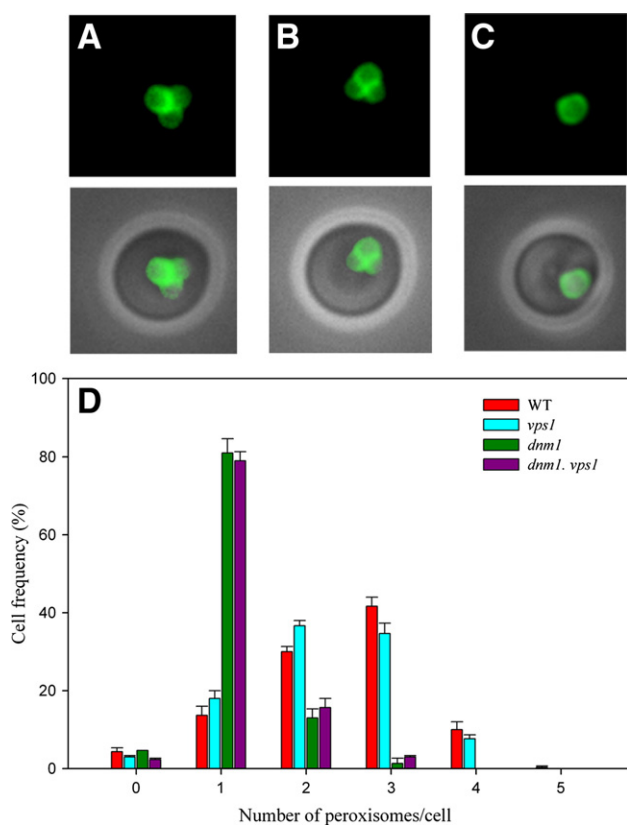 A
B
C
D
WT
vps1
dnm1
dnm1. vps1
100
80
60
40
20
0
Cell frequency (%)
0 1 2 3 4 5
Number of peroxisomes/cell